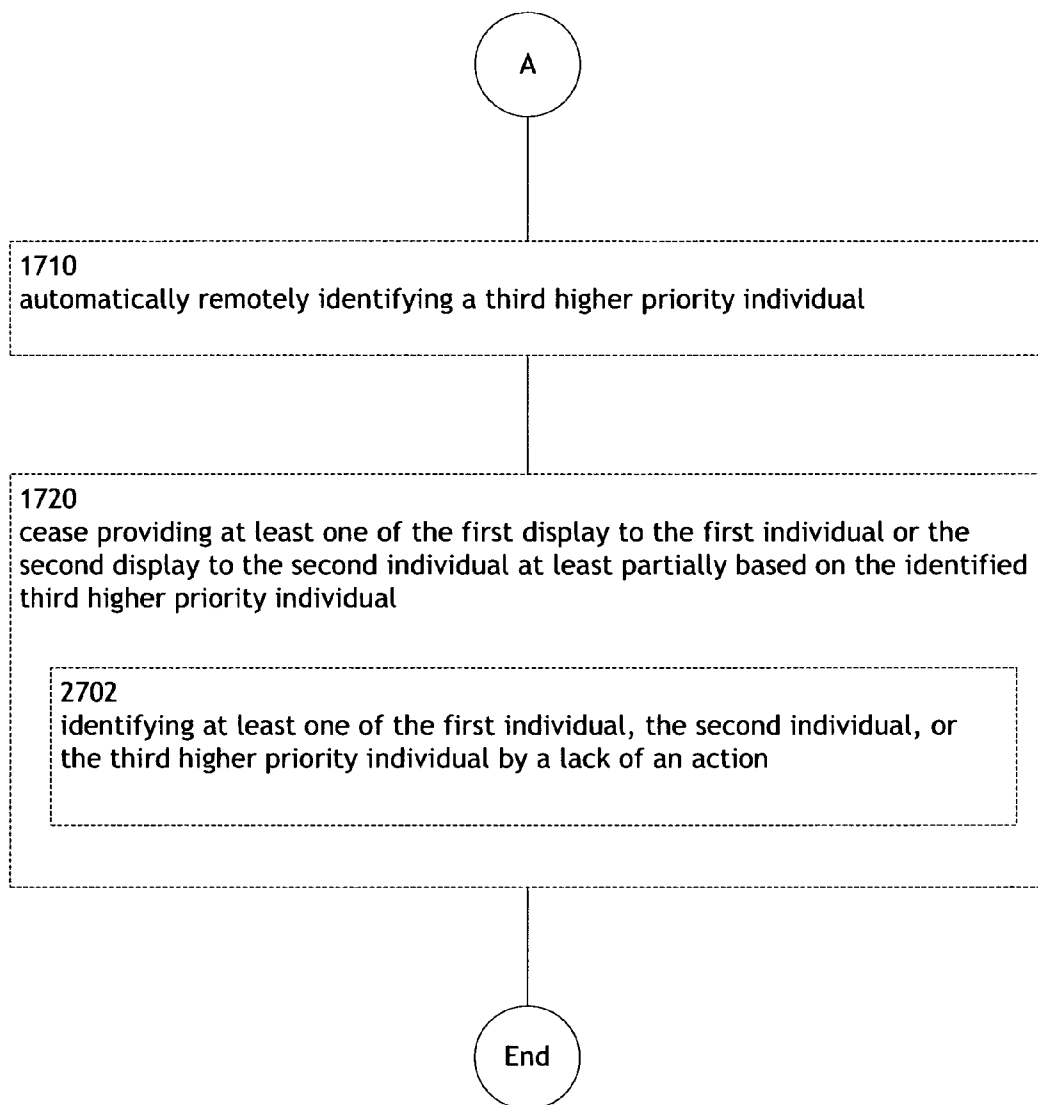 A
1710
automatically remotely identifying a third higher priority individual
1720
cease providing at least one of the first display to the first individual or the
second display to the second individual at least partially based on the identified
third higher priority individual
2702
identifying at least one of the first individual, the second individual, or
the third higher priority individual by a lack of an action
End